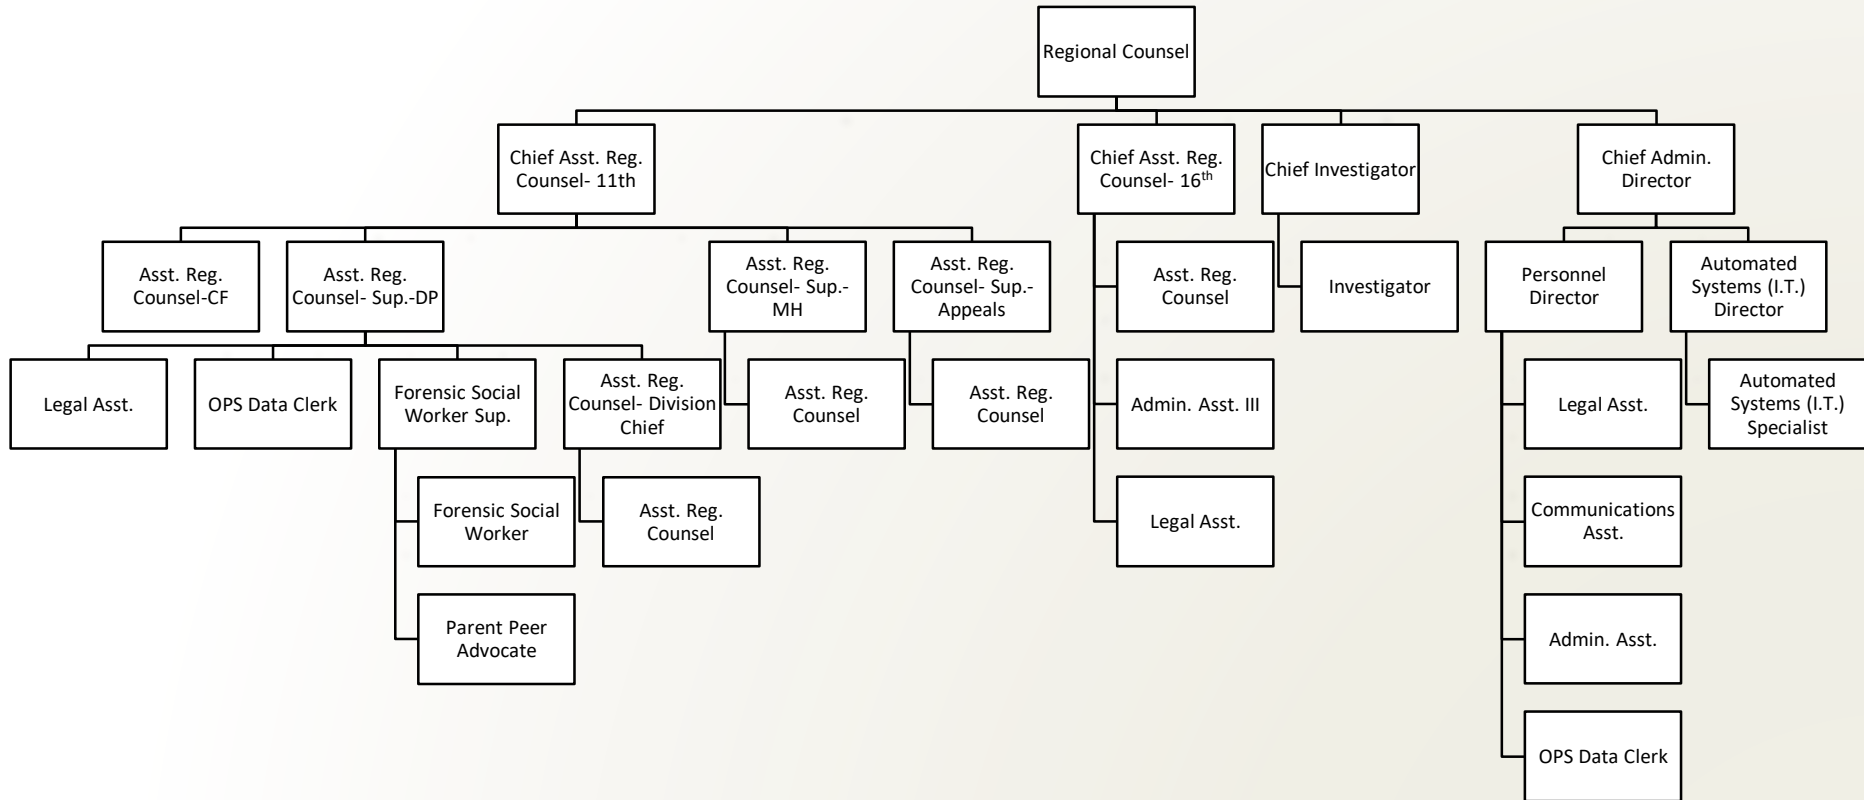 Regional Counsel
Chief Asst. Reg.
Counsel- 11th
Chief Asst. Reg.
Counsel- 16th
Chief Investigator
Chief Admin.
Director
Asst. Reg.
Counsel-CF
Asst. Reg.
Counsel- Sup.-DP
Asst. Reg.
Counsel- Sup.-
MH
Asst. Reg.
Counsel- Sup.-
Appeals
Asst. Reg.
Counsel
Investigator
Personnel
Director
Automated
Systems (I.T.)
Director
Legal Asst.
OPS Data Clerk
Forensic Social
Worker Sup.
Asst. Reg.
Counsel- Division
Chief
Asst. Reg.
Counsel
Asst. Reg.
Counsel
Admin. Asst. III
Legal Asst.
Automated
Systems (I.T.)
Specialist
Forensic Social
Worker
Asst. Reg.
Counsel
Legal Asst.
Communications
Asst.
Parent Peer
Advocate
Admin. Asst.
OPS Data Clerk